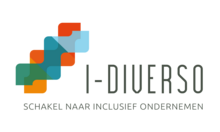 I-DIVERSO
SCHAKEL NAAR INCLUSIEF ONDERNEMEN